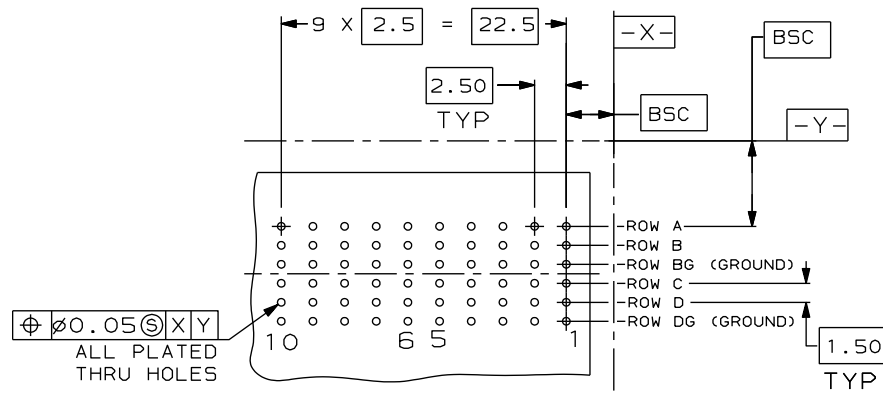 9 X 2.5 = 22.5
-X-
BSC
2.50
TYP
BSC
-Y-
ROW A
ROW B
ROW BG (GROUND)
ROW C
ROW D
ROW DG (GROUND)
⌖ ø0.05 Ⓢ X Y
ALL PLATED
THRU HOLES
10 6 5 1
1.50
TYP